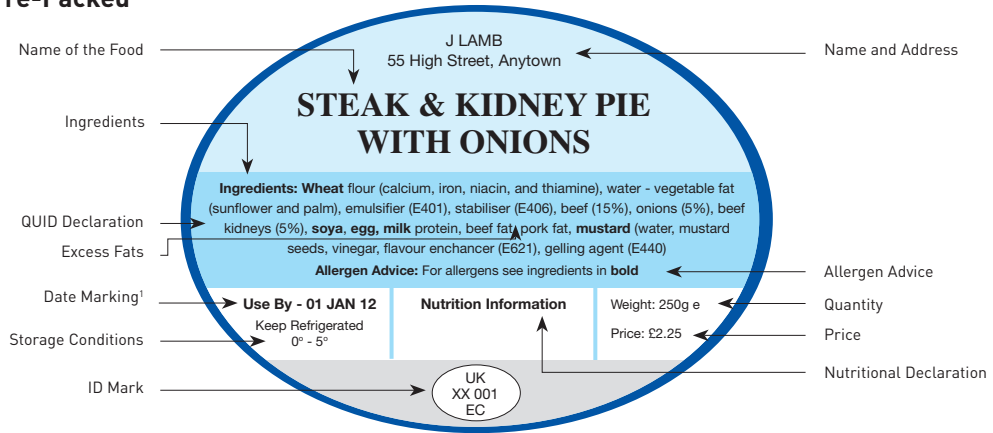 re-Packed
Name of the Food
Ingredients
QUID Declaration
Excess Fats
Date Marking¹
Storage Conditions
ID Mark
J LAMB
55 High Street, Anytown
STEAK & KIDNEY PIE
WITH ONIONS
Ingredients: Wheat flour (calcium, iron, niacin, and thiamine), water - vegetable fat
(sunflower and palm), emulsifier (E401), stabiliser (E406), beef (15%), onions (5%), beef
kidneys (5%), soya, egg, milk protein, beef fat, pork fat, mustard (water, mustard
seeds, vinegar, flavour enchancer (E621), gelling agent (E440)
Allergen Advice: For allergens see ingredients in bold
Use By - 01 JAN 12
Keep Refrigerated
0° - 5°
Nutrition Information
Weight: 250g e
Price: £2.25
UK
XX 001
EC
Name and Address
Allergen Advice
Quantity
Price
Nutritional Declaration